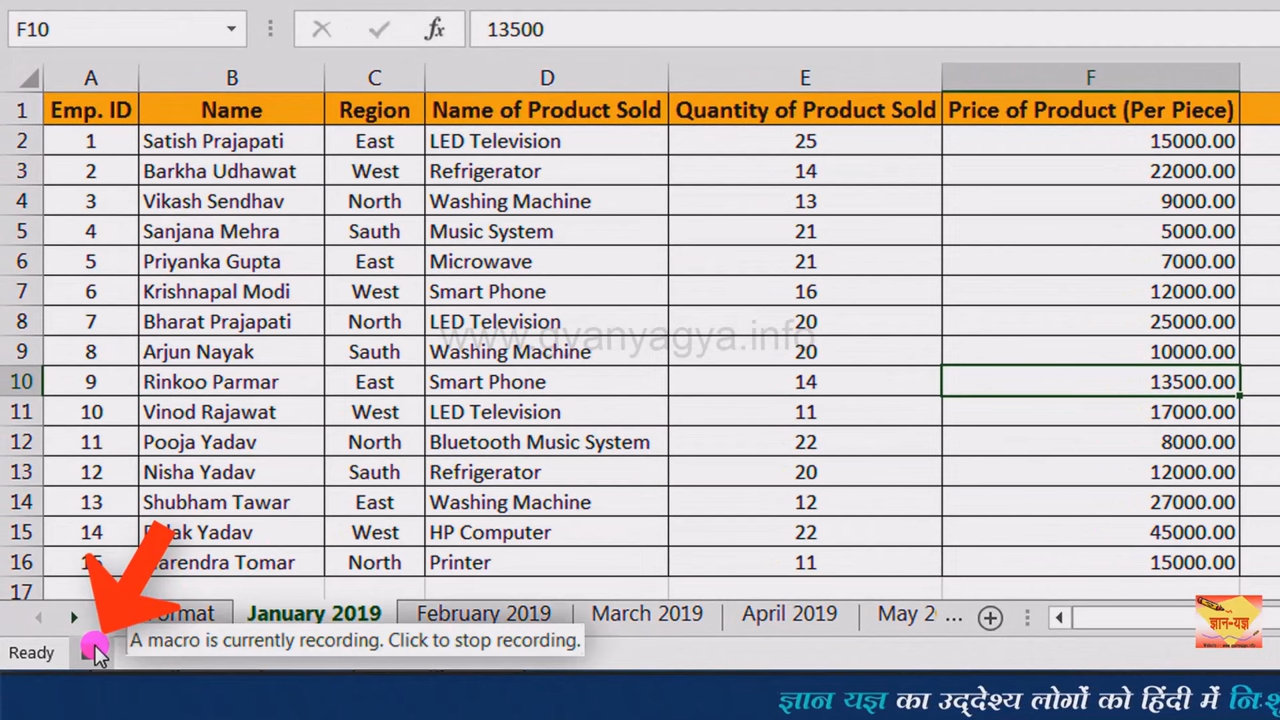 F10 fx 13500
A B C D E F
1 Emp. ID Name Region Name of Product Sold Quantity of Product Sold Price of Product (Per Piece)
2 1 Satish Prajapati East LED Television 25 15000.00
3 2 Barkha Udhawat West Refrigerator 14 22000.00
4 3 Vikash Sendhav North Washing Machine 13 9000.00
5 4 Sanjana Mehra Sauth Music System 21 5000.00
6 5 Priyanka Gupta East Microwave 21 7000.00
7 6 Krishnapal Modi West Smart Phone 16 12000.00
8 7 Bharat Prajapati North LED Television 20 25000.00
www.gyanyagya.info
9 8 Arjun Nayak Sauth Washing Machine 20 10000.00
10 9 Rinkoo Parmar East Smart Phone 14 13500.00
11 10 Vinod Rajawat West LED Television 11 17000.00
12 11 Pooja Yadav North Bluetooth Music System 22 8000.00
13 12 Nisha Yadav Sauth Refrigerator 20 12000.00
14 13 Shubham Tawar East Washing Machine 12 27000.00
15 14 Yadav West HP Computer 22 45000.00
16 15 Tomar North Printer 11 15000.00
17
January 2019 February 2019 March 2019 April 2019 May 2 ...
ज्ञान-यज्ञ
A macro is currently recording. Click to stop recording.
Ready
ज्ञान यज्ञ का उद्देश्य लोगों को हिंदी में